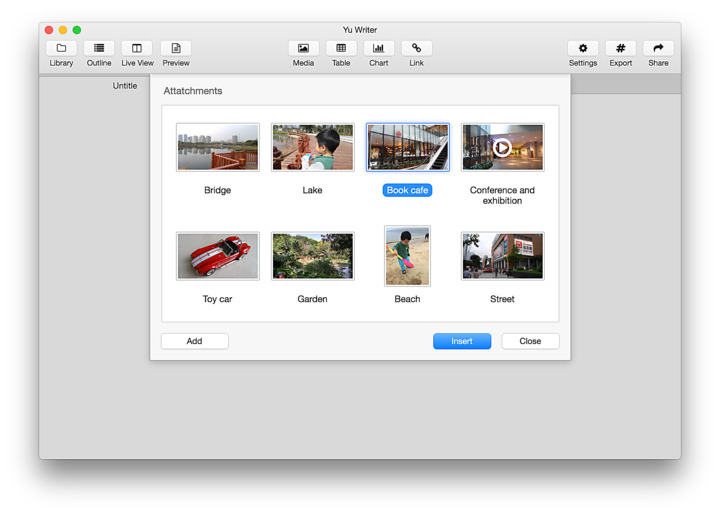 Yu Writer
Library Outline Live View Preview Media Table Chart Link Settings Export Share
Untitle
Attatchments
Bridge Lake Book cafe Conference and
exhibition
Toy car Garden Beach Street
Add Insert Close